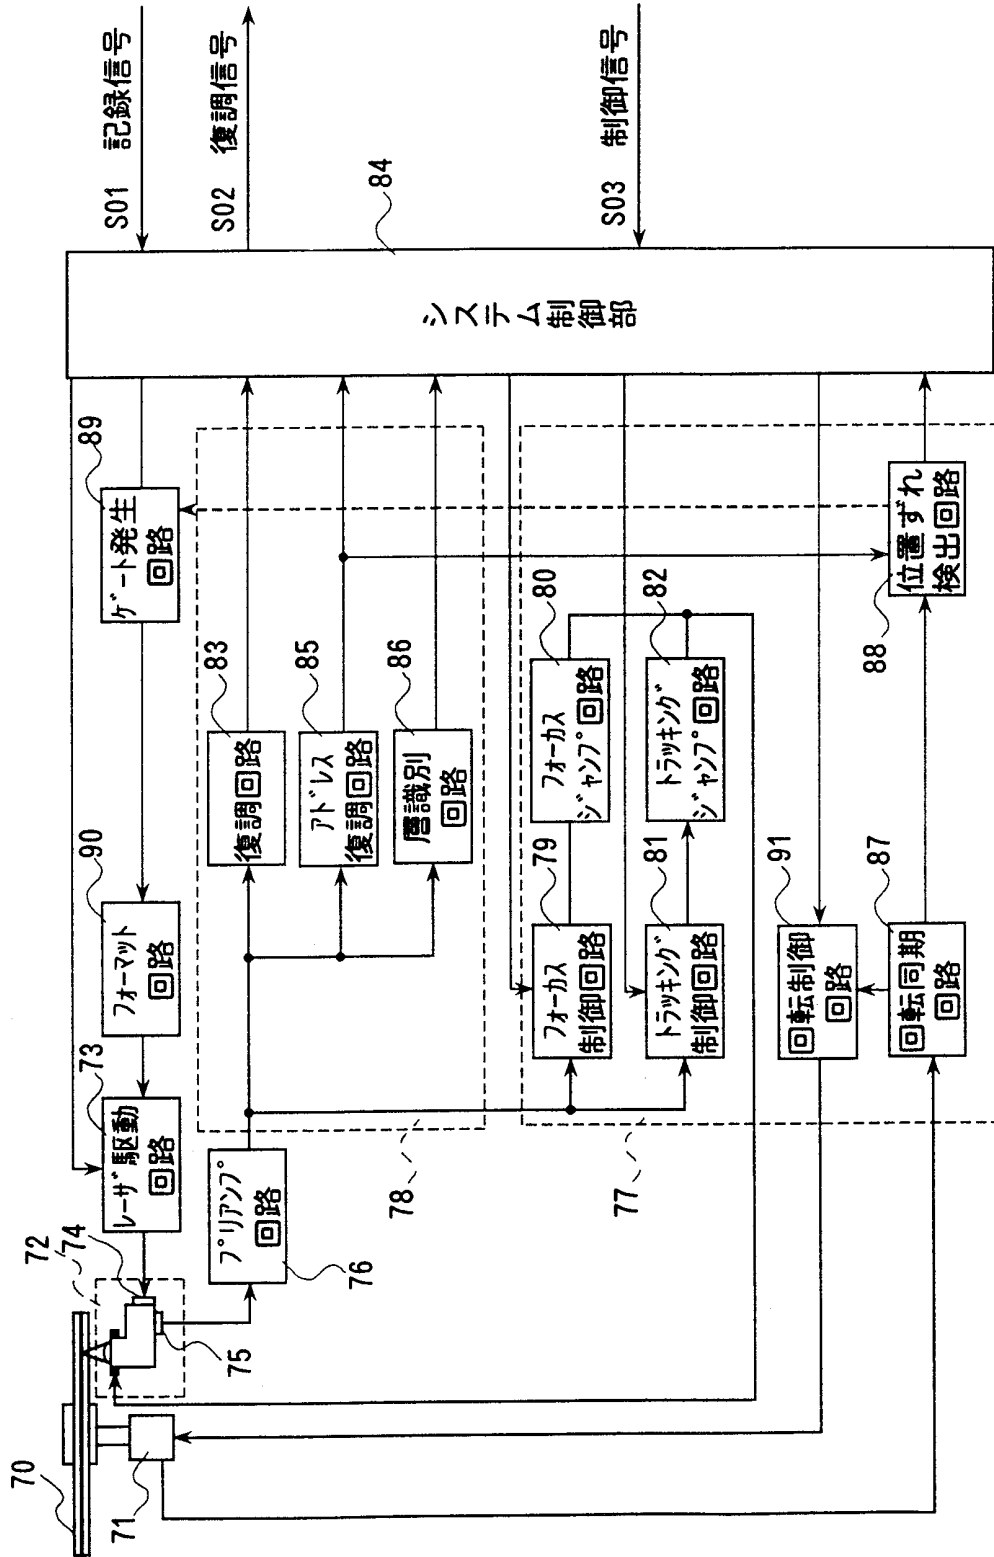 S01 記録信号
S02 復調信号
S03 制御信号
84
システム制御部
89
ゲート発生
回路
90
フォーマット
回路
73
レーザ駆動
回路
72
74
75
70
71
プリアンプ
回路
76
78
77
83
復調回路
85
アドレス
復調回路
86
層識別
回路
79
フォーカス
制御回路
80
フォーカス
ジャンプ回路
81
トラッキング
制御回路
82
トラッキング
ジャンプ回路
91
回転制御
回路
87
回転同期
回路
88
位置ずれ
検出回路